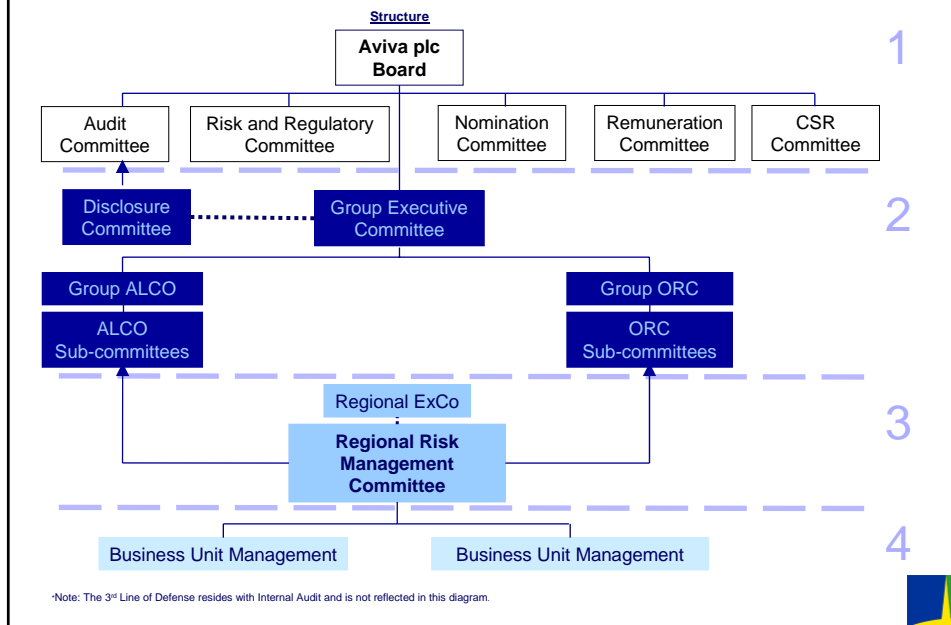 Structure
Aviva plc
Board
1
Audit
Committee
Risk and Regulatory
Committee
Nomination
Committee
Remuneration
Committee
CSR
Committee
Disclosure
Committee
Group Executive
Committee
2
Group ALCO
Group ORC
ALCO
Sub-committees
ORC
Sub-committees
Regional ExCo
3
Regional Risk
Management
Committee
Business Unit Management
Business Unit Management
4
*Note: The 3rd Line of Defense resides with Internal Audit and is not reflected in this diagram.